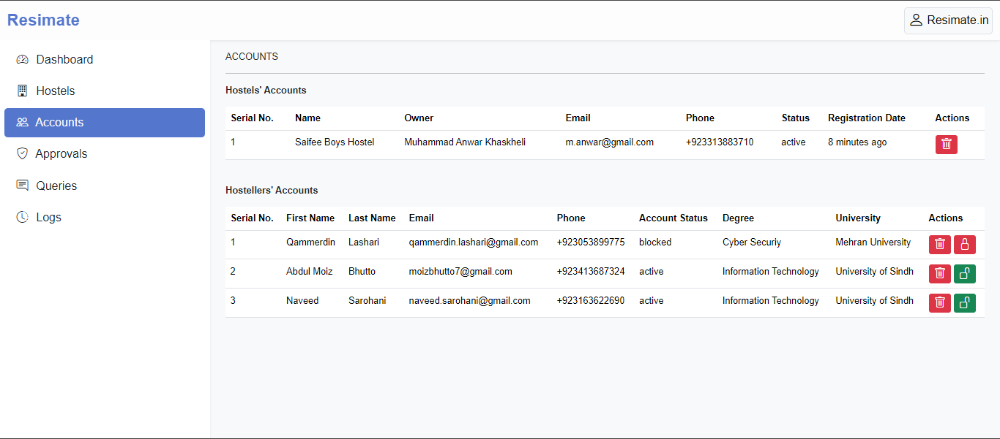 Resimate
Resimate.in
Dashboard
Hostels
Accounts
Approvals
Queries
Logs
ACCOUNTS
Hostels' Accounts
Serial No. Name Owner Email Phone Status Registration Date Actions
1 Saifee Boys Hostel Muhammad Anwar Khaskheli m.anwar@gmail.com +923313883710 active 8 minutes ago
Hostellers' Accounts
Serial No. First Name Last Name Email Phone Account Status Degree University Actions
1 Qammerdin Lashari qammerdin.lashari@gmail.com +923053899775 blocked Cyber Securiy Mehran University
2 Abdul Moiz Bhutto moizbhutto7@gmail.com +923413687324 active Information Technology University of Sindh
3 Naveed Sarohani naveed.sarohani@gmail.com +923163622690 active Information Technology University of Sindh